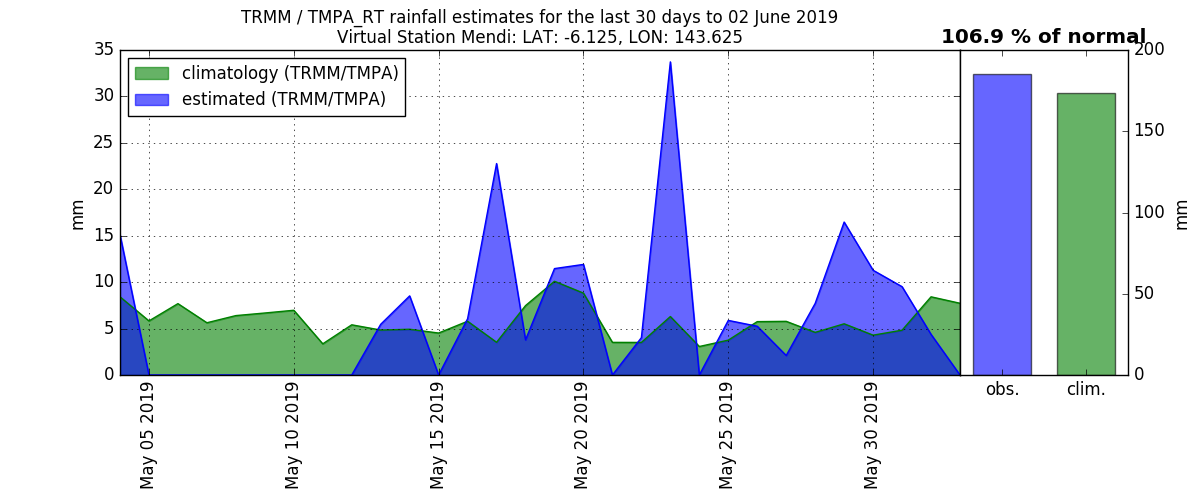 TRMM / TMPA_RT rainfall estimates for the last 30 days to 02 June 2019
Virtual Station Mendi: LAT: -6.125, LON: 143.625
106.9 % of normal
climatology (TRMM/TMPA)
estimated (TRMM/TMPA)
mm
35
30
25
20
15
10
5
0
May 05 2019
May 10 2019
May 15 2019
May 20 2019
May 25 2019
May 30 2019
200
150
100
50
0
mm
obs.
clim.